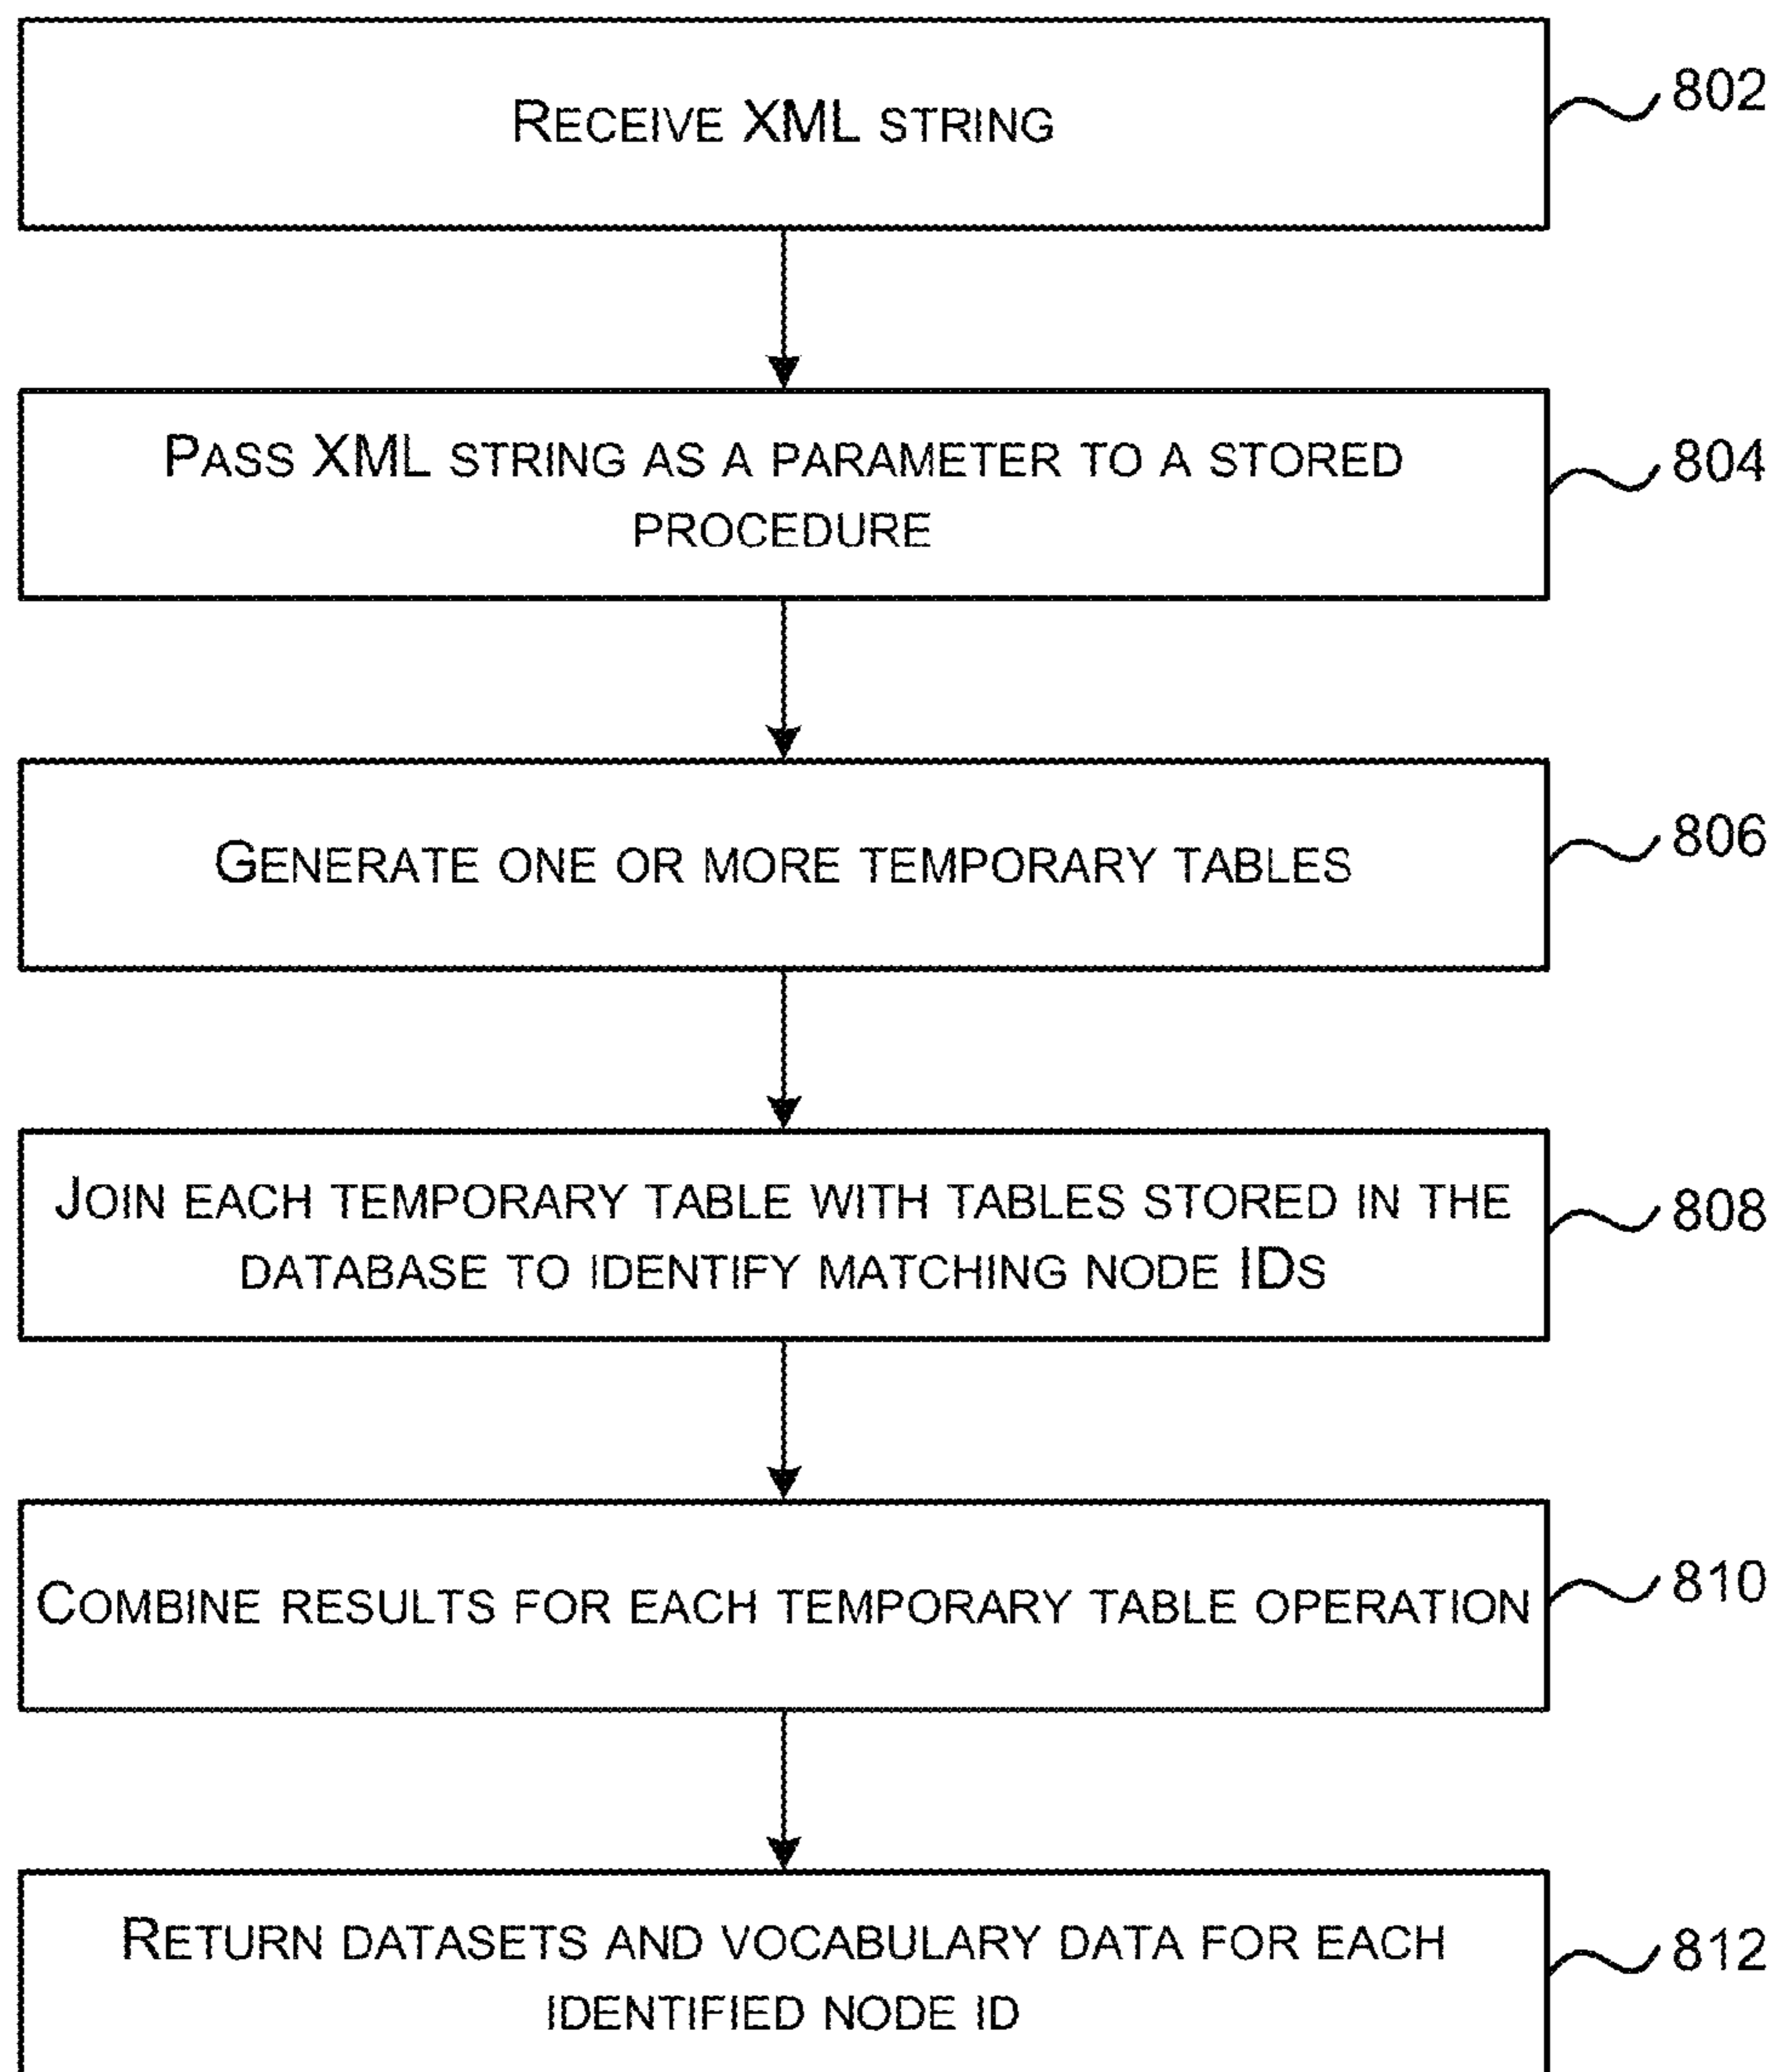 RECEIVE XML STRING
802
PASS XML STRING AS A PARAMETER TO A STORED
PROCEDURE
804
GENERATE ONE OR MORE TEMPORARY TABLES
806
JOIN EACH TEMPORARY TABLE WITH TABLES STORED IN THE
DATABASE TO IDENTIFY MATCHING NODE IDS
808
COMBINE RESULTS FOR EACH TEMPORARY TABLE OPERATION
810
RETURN DATASETS AND VOCABULARY DATA FOR EACH
IDENTIFIED NODE ID
812